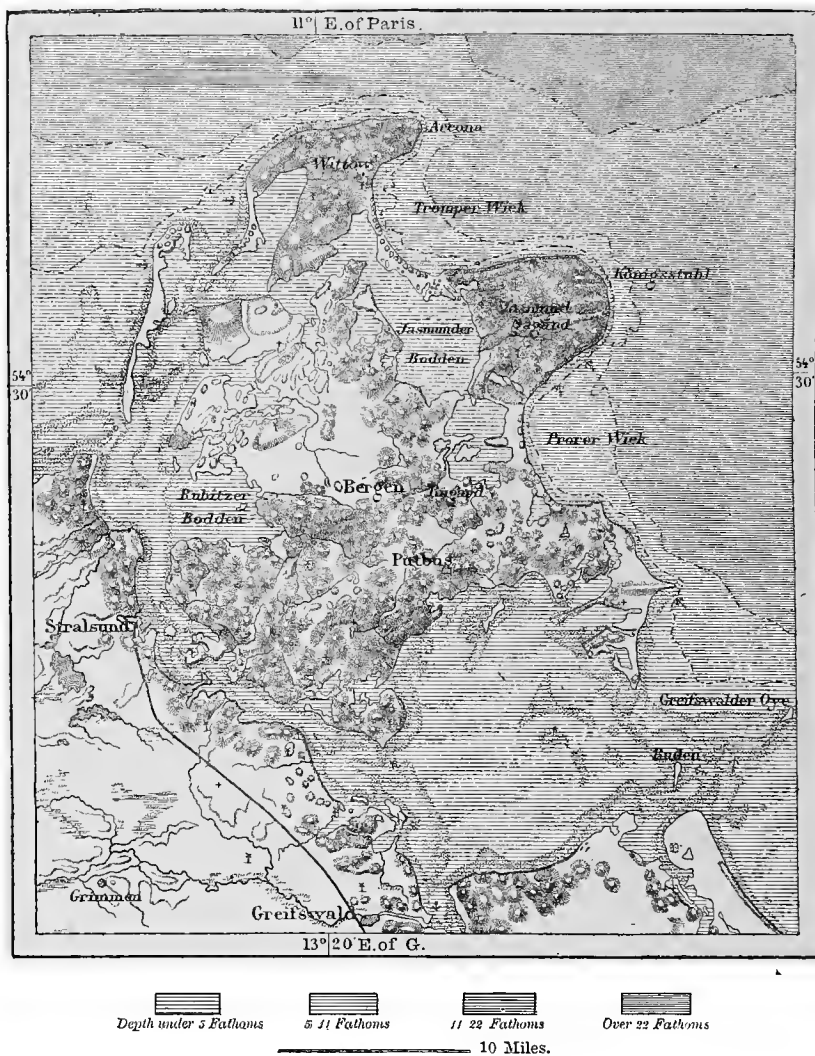 11° E. of Paris.
Arcona
Wittow
Tromper Wiek
Königsstuhl
Jasmund
Jasmunder
Bodden
54°
30'
54°
30'
Prorer Wiek
Bergen
Rugard
Kubitzer
Bodden
Putbus
Stralsund
Greifswalder Oye
Ruden
Grimmen
Greifswald
13° 20' E. of G.
Depth under 5 Fathoms
5 11 Fathoms
11 22 Fathoms
Over 22 Fathoms
10 Miles.